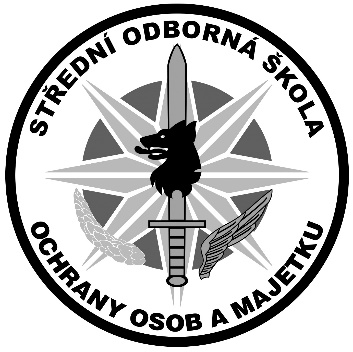 STŘEDNÍ ODBORNÁ ŠKOLA
OCHRANY OSOB A MAJETKU